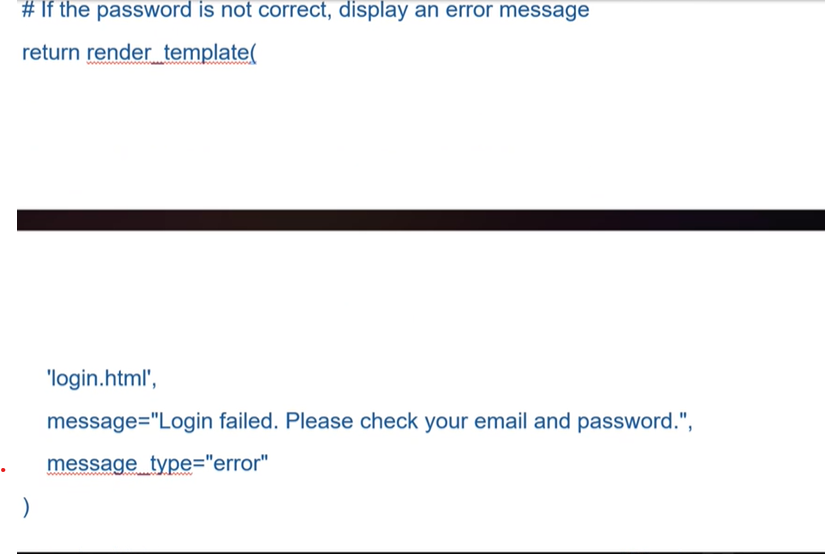 # If the password is not correct, display an error message
return render_template(
'login.html',
message="Login failed. Please check your email and password.",
message_type="error"
)